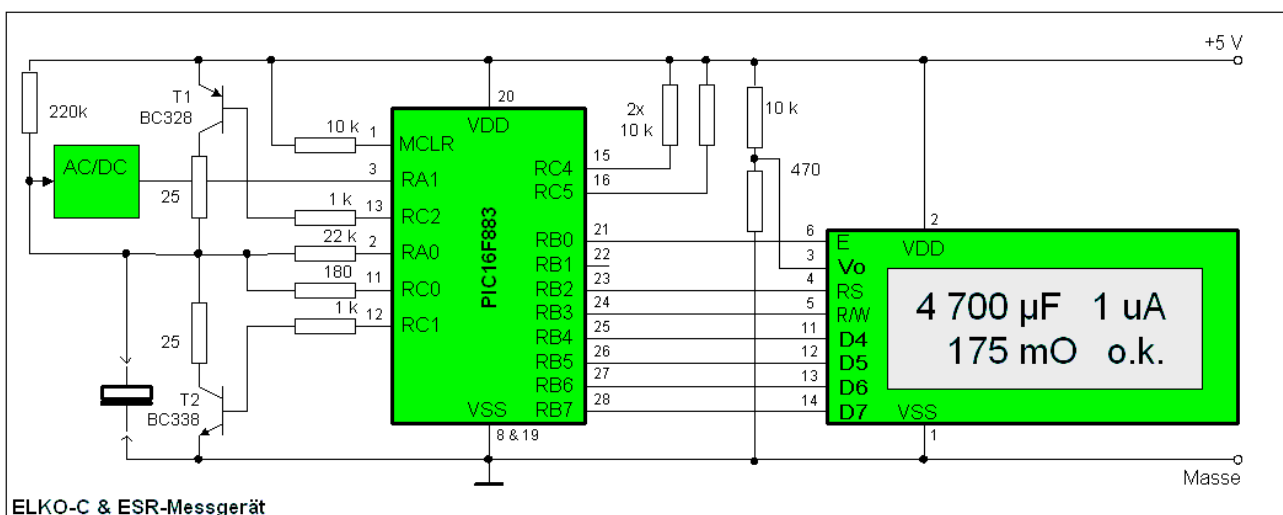 +5 V
220k
T1
BC328
AC/DC
25
10 k
1
MCLR
3
RA1
1 k
13
RC2
22 k
2
RA0
180
11
RC0
1 k
12
RC1
25
T2
BC338
20
VDD
PIC16F883
VSS
8 & 19
15
RC4
16
RC5
2x
10 k
10 k
470
RB0
21
RB1
22
RB2
23
RB3
24
RB4
25
RB5
26
RB6
27
RB7
28
6
E
3
Vo
4
RS
5
R/W
11
D4
12
D5
13
D6
14
D7
2
VDD
4 700 µF 1 uA
175 mO o.k.
VSS
1
Masse
ELKO-C & ESR-Messgerät